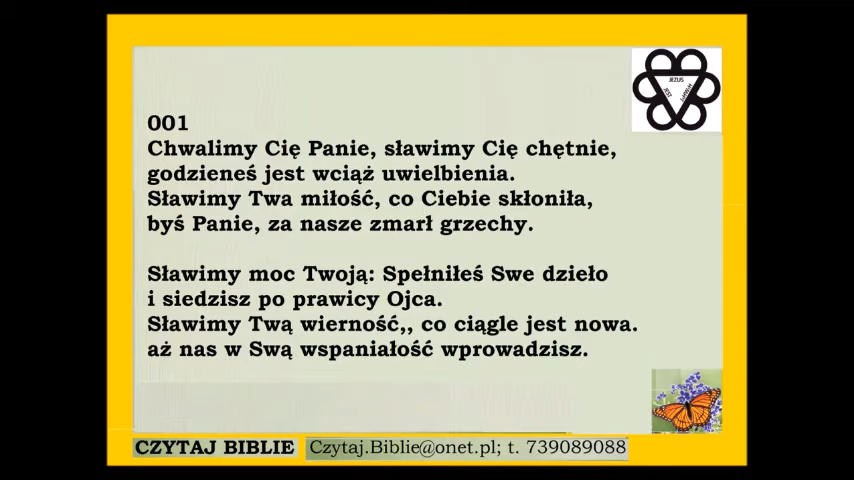 001
Chwalimy Cię Panie, sławimy Cię chętnie,
godzieneś jest wciąż uwielbienia.
Sławimy Twa miłość, co Ciebie skłoniła,
byś Panie, za nasze zmarł grzechy.
Sławimy moc Twoją: Spełniłeś Swe dzieło
i siedzisz po prawicy Ojca.
Sławimy Twą wierność,, co ciągle jest nowa.
aż nas w Swą wspaniałość wprowadzisz.
JEZUS
JEST
CZYTAJ BIBLIE
Czytaj.Biblie@onet.pl; t. 739089088